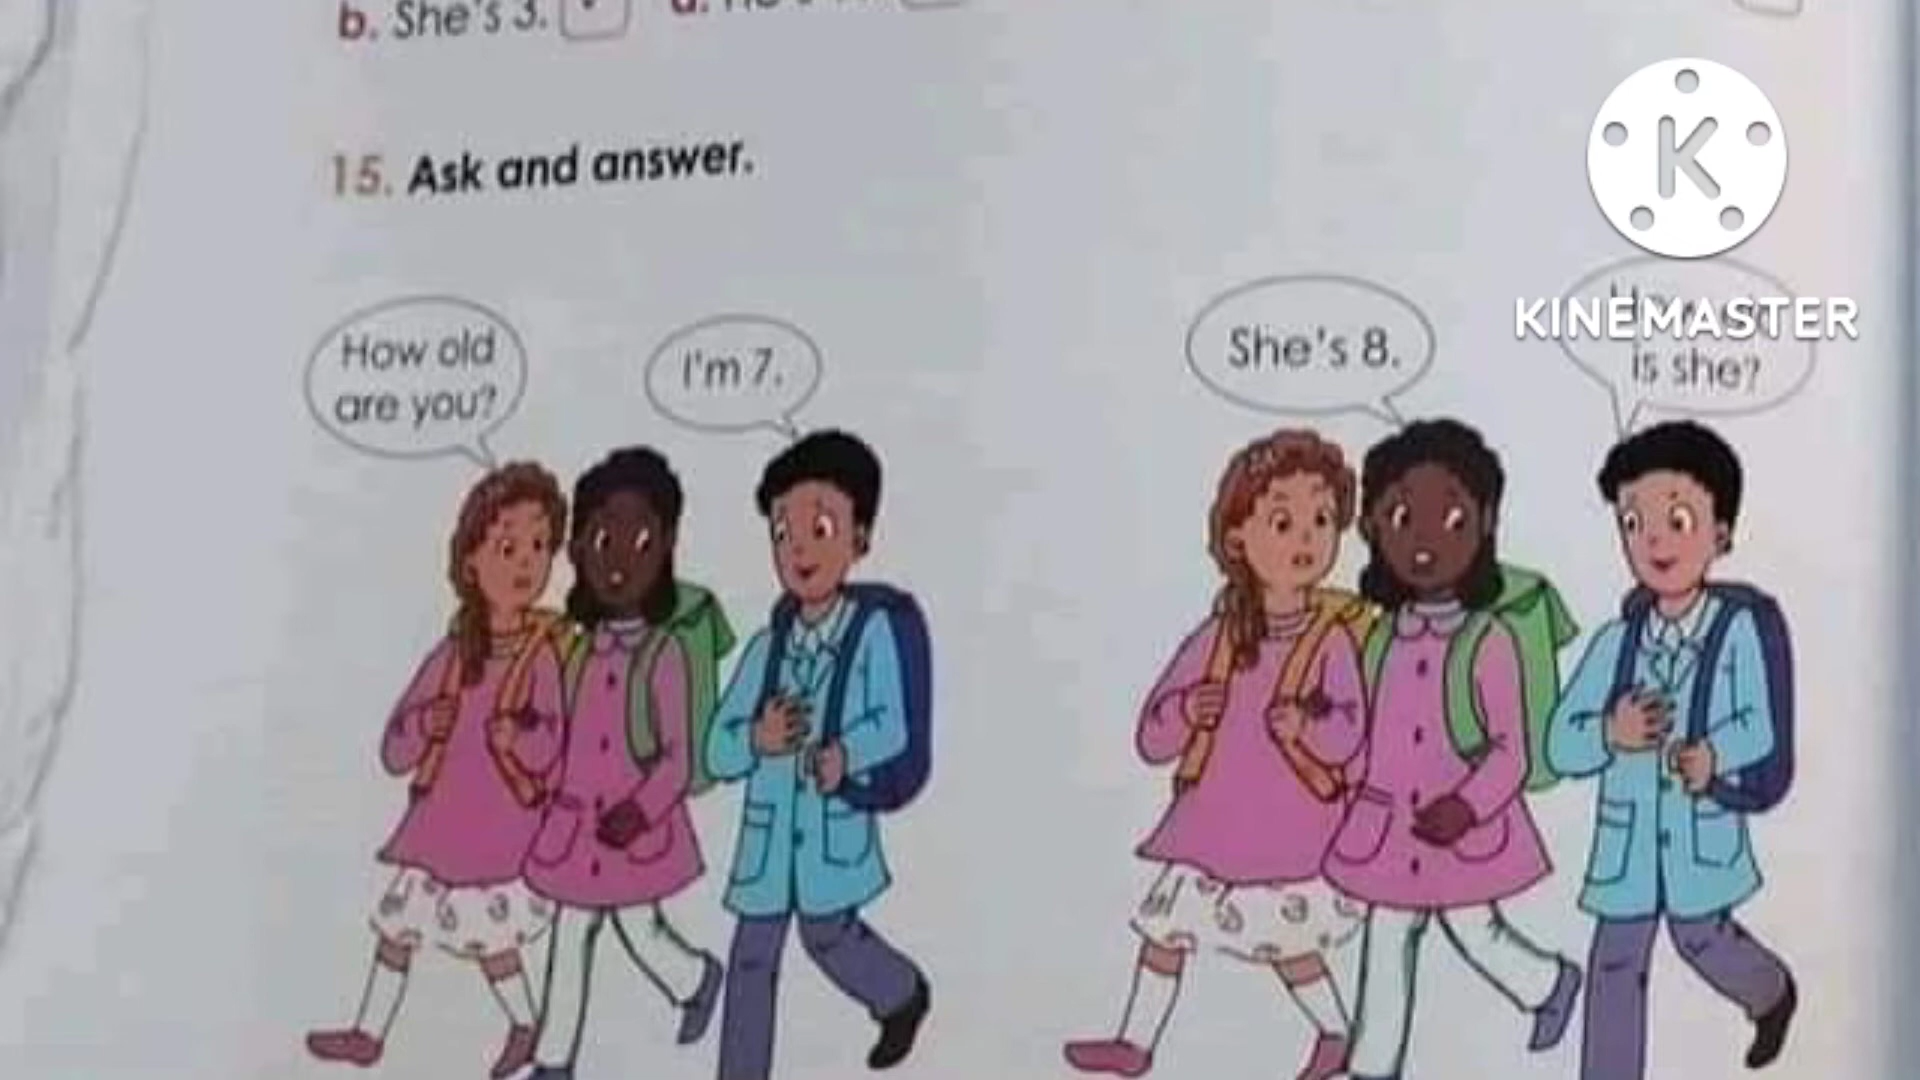 b. She's 3.
15. Ask and answer.
How old
are you?
I'm 7.
She's 8.
is she?
KINEMASTER